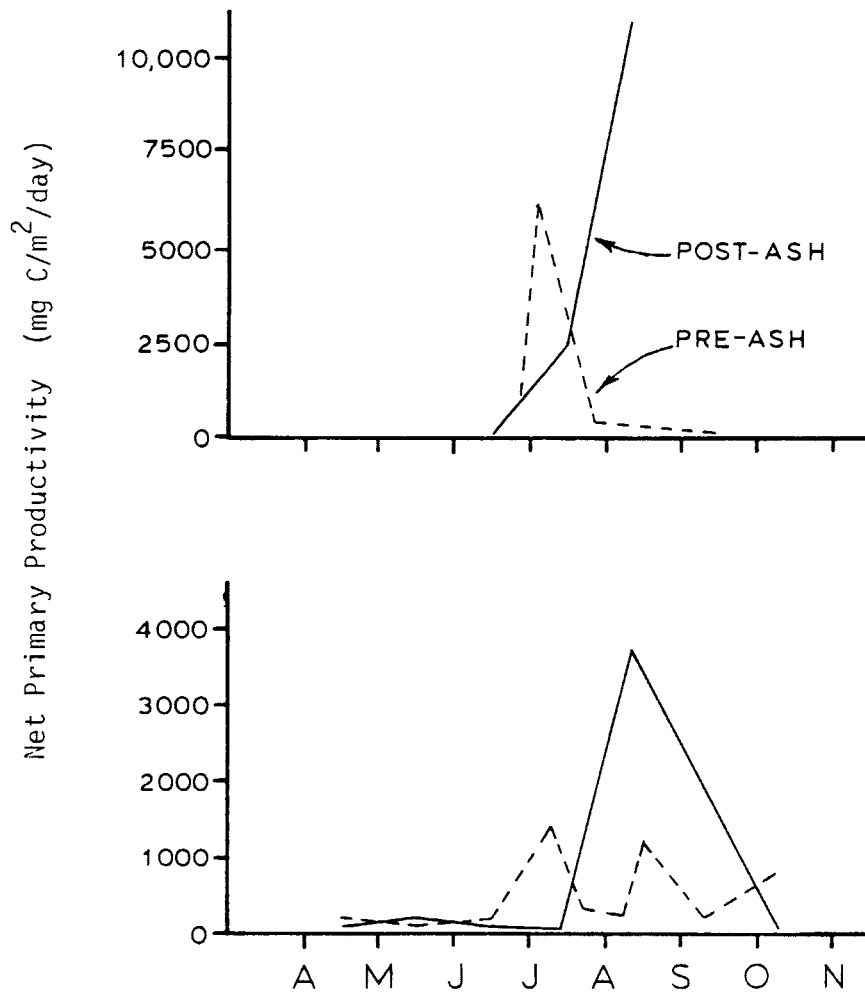 Net Primary Productivity (mg C/m²/day)
10,000
7500
5000
2500
0
POST-ASH
PRE-ASH
4000
3000
2000
1000
0
A M J J A S O N